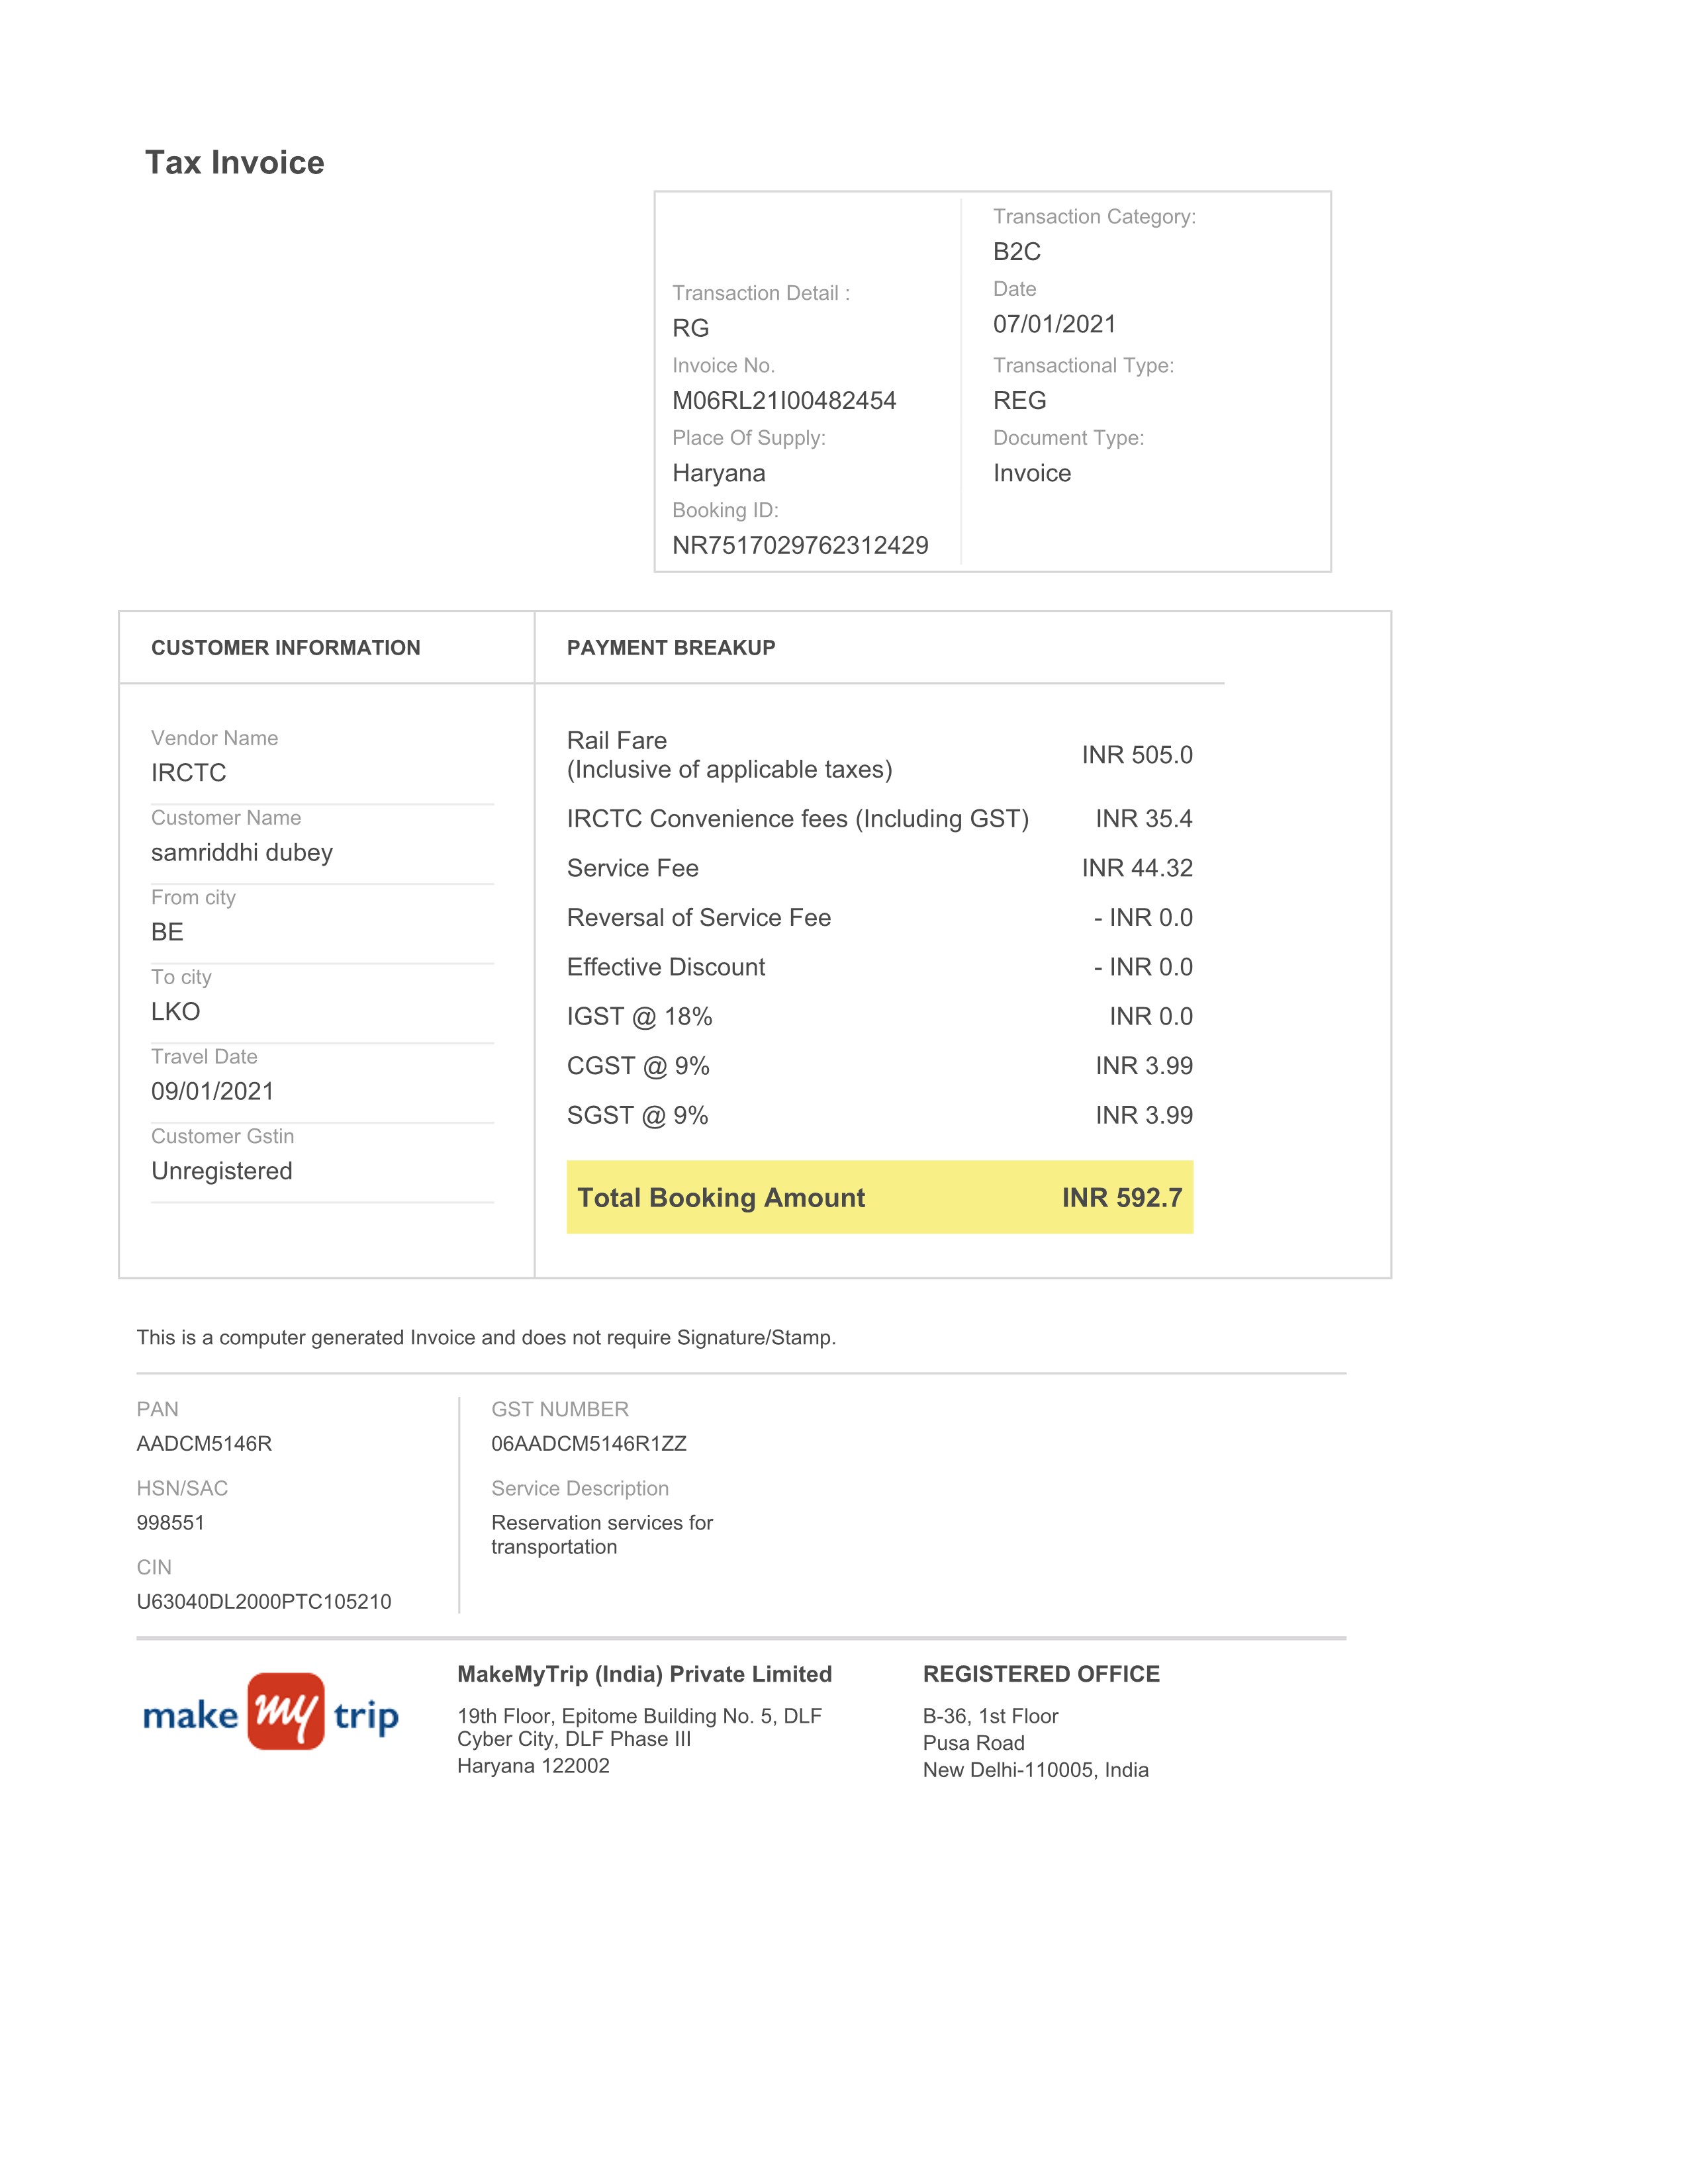 Tax Invoice
Transaction Detail :
RG
Invoice No.
M06RL21I00482454
Place Of Supply:
Haryana
Booking ID:
NR7517029762312429
Transaction Category:
B2C
Date
07/01/2021
Transactional Type:
REG
Document Type:
Invoice
CUSTOMER INFORMATION
Vendor Name
IRCTC
Customer Name
samriddhi dubey
From city
BE
To city
LKO
Travel Date
09/01/2021
Customer Gstin
Unregistered
PAYMENT BREAKUP
Rail Fare
(Inclusive of applicable taxes) INR 505.0
IRCTC Convenience fees (Including GST) INR 35.4
Service Fee INR 44.32
Reversal of Service Fee - INR 0.0
Effective Discount - INR 0.0
IGST @ 18% INR 0.0
CGST @ 9% INR 3.99
SGST @ 9% INR 3.99
Total Booking Amount INR 592.7
This is a computer generated Invoice and does not require Signature/Stamp.
PAN
AADCM5146R
HSN/SAC
998551
CIN
U63040DL2000PTC105210
GST NUMBER
06AADCM5146R1ZZ
Service Description
Reservation services for
transportation
make my trip
MakeMyTrip (India) Private Limited
19th Floor, Epitome Building No. 5, DLF
Cyber City, DLF Phase III
Haryana 122002
REGISTERED OFFICE
B-36, 1st Floor
Pusa Road
New Delhi-110005, India